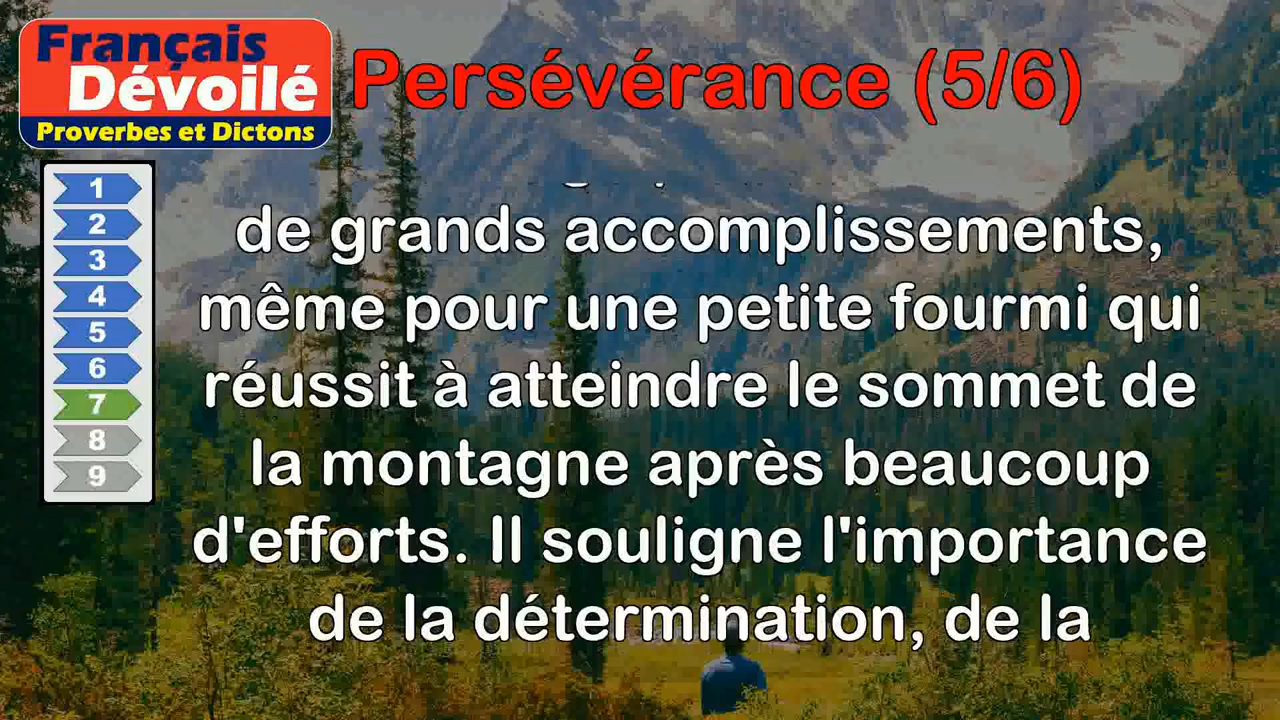 Français
Dévoilé
Proverbes et Dictons
Persévérance (5/6)
1
2
3
4
5
6
7
8
9
de grands accomplissements,
même pour une petite fourmi qui
réussit à atteindre le sommet de
la montagne après beaucoup
d'efforts. Il souligne l'importance
de la détermination, de la